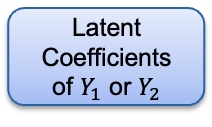 Latent
Coefficients
of Y₁ or Y₂